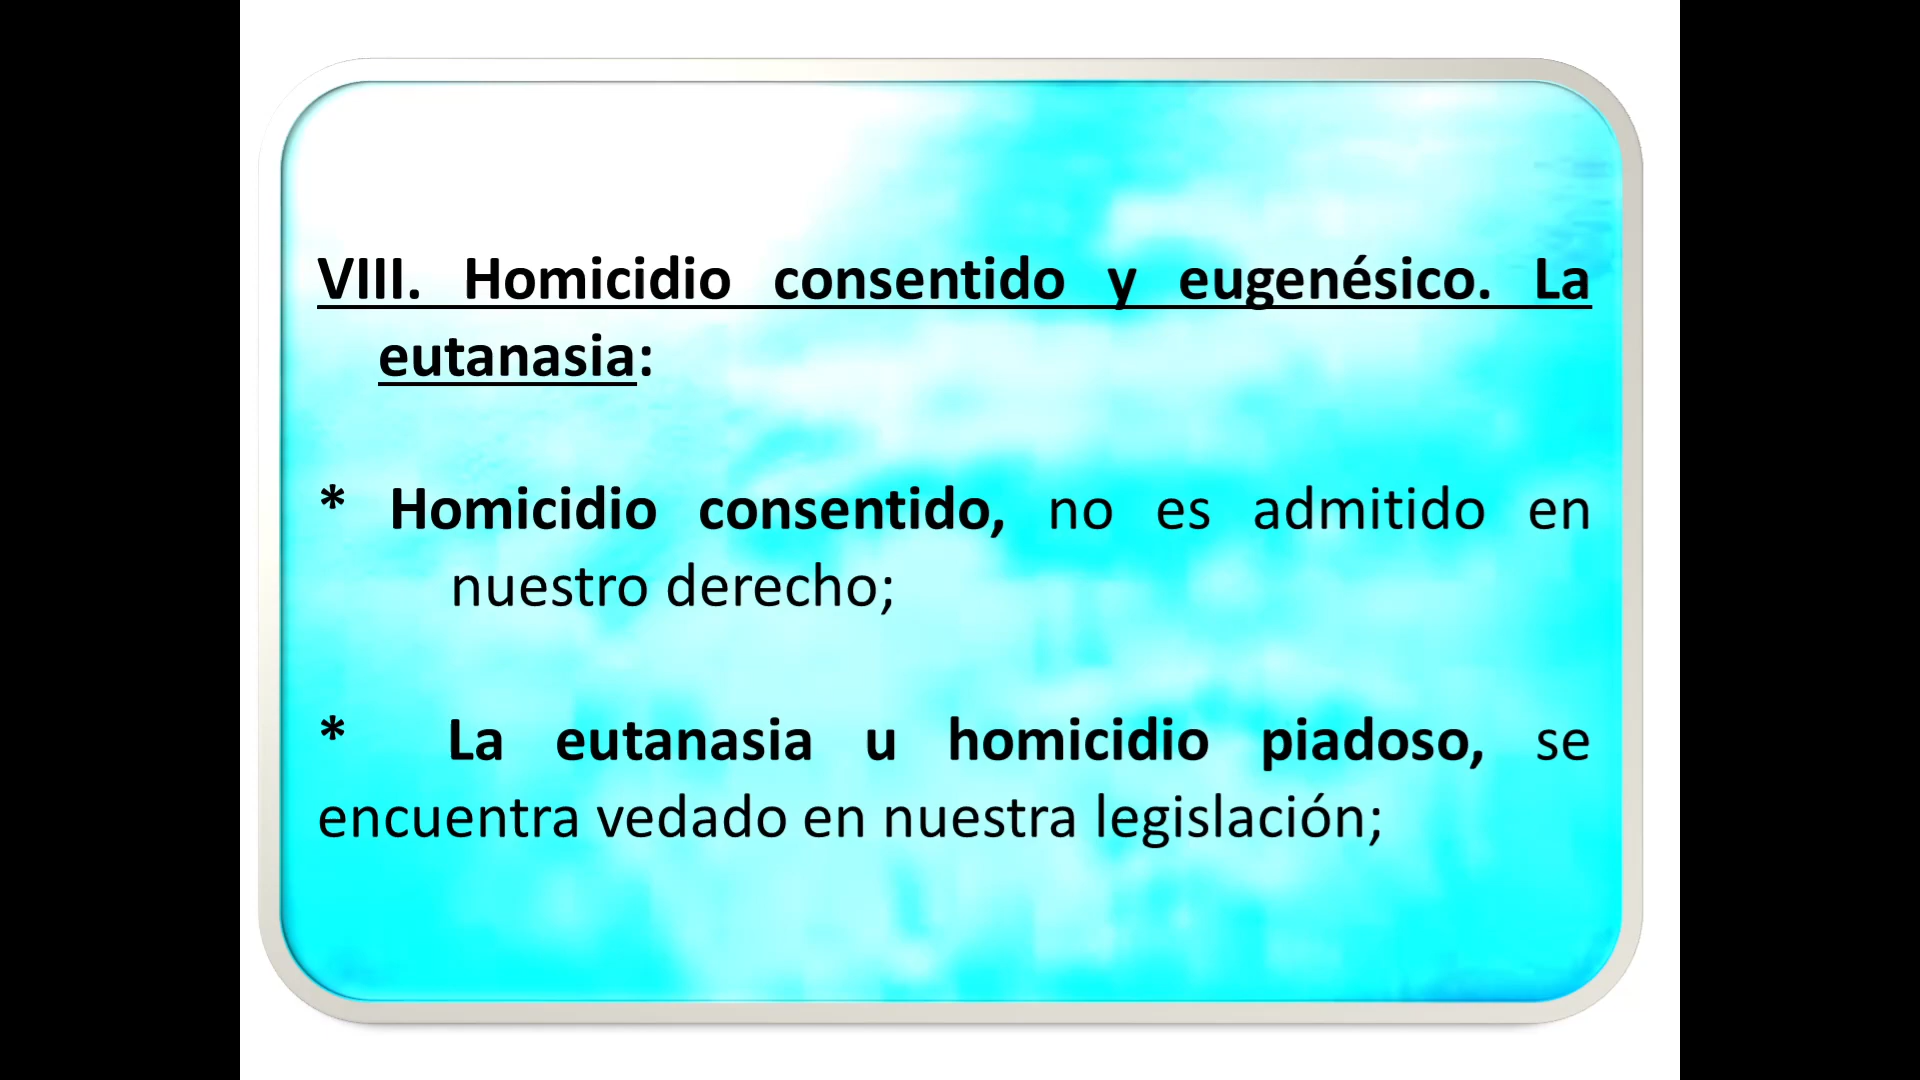 VIII. Homicidio consentido y eugenésico. La
eutanasia:
* Homicidio consentido, no es admitido en
nuestro derecho;
* La eutanasia u homicidio piadoso, se
encuentra vedado en nuestra legislación;